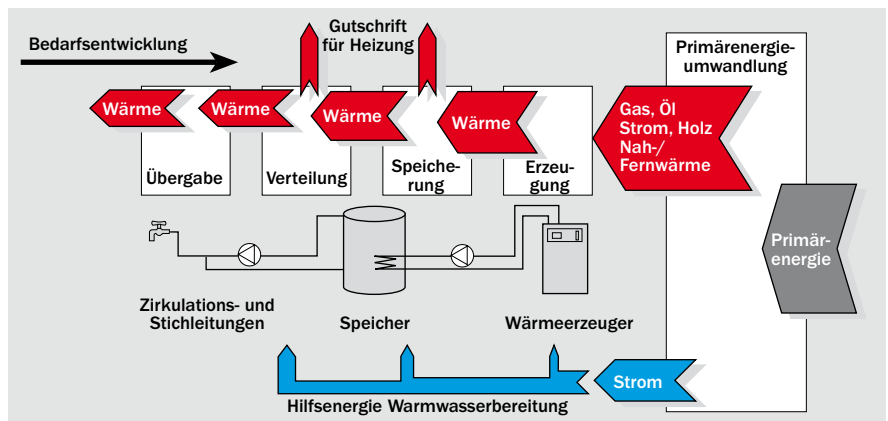 Bedarfsentwicklung
Gutschrift
für Heizung
Primärenergie-
umwandlung
Wärme
Wärme
Wärme
Wärme
Gas, Öl
Strom, Holz
Nah-/
Fernwärme
Übergabe
Verteilung
Speiche-
rung
Erzeu-
gung
Primär-
energie
Zirkulations- und
Stichleitungen
Speicher
Wärmeerzeuger
Strom
Hilfsenergie Warmwasserbereitung